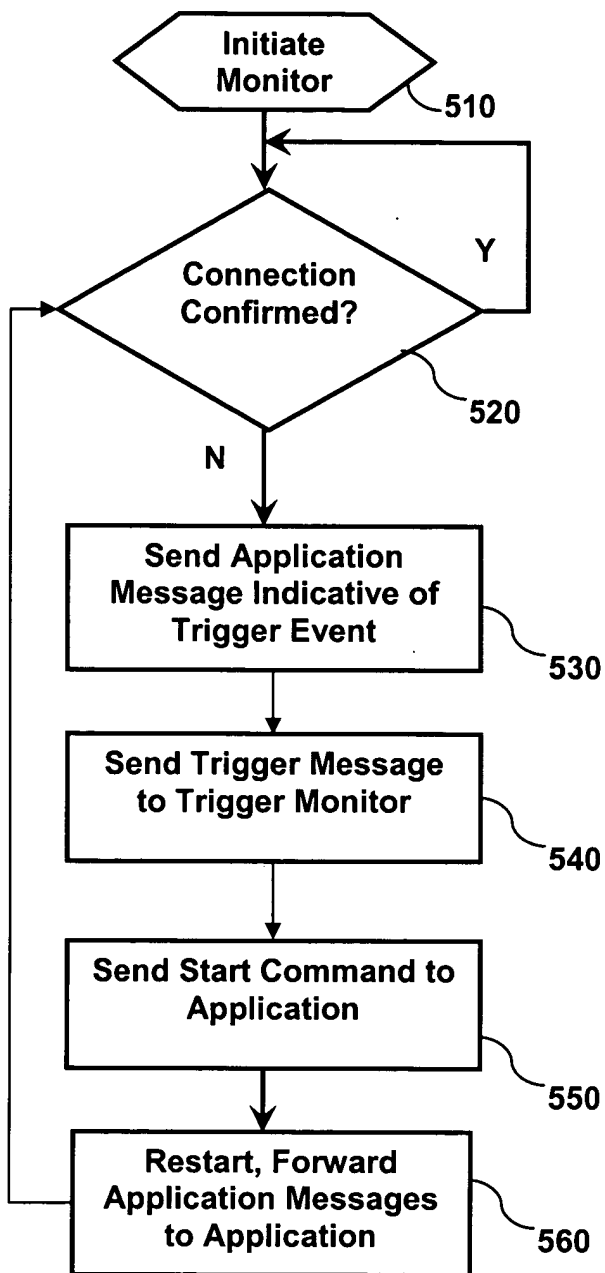 Initiate
Monitor
510
Y
Connection
Confirmed?
520
N
Send Application
Message Indicative of
Trigger Event
530
Send Trigger Message
to Trigger Monitor
540
Send Start Command to
Application
550
Restart, Forward
Application Messages
to Application
560